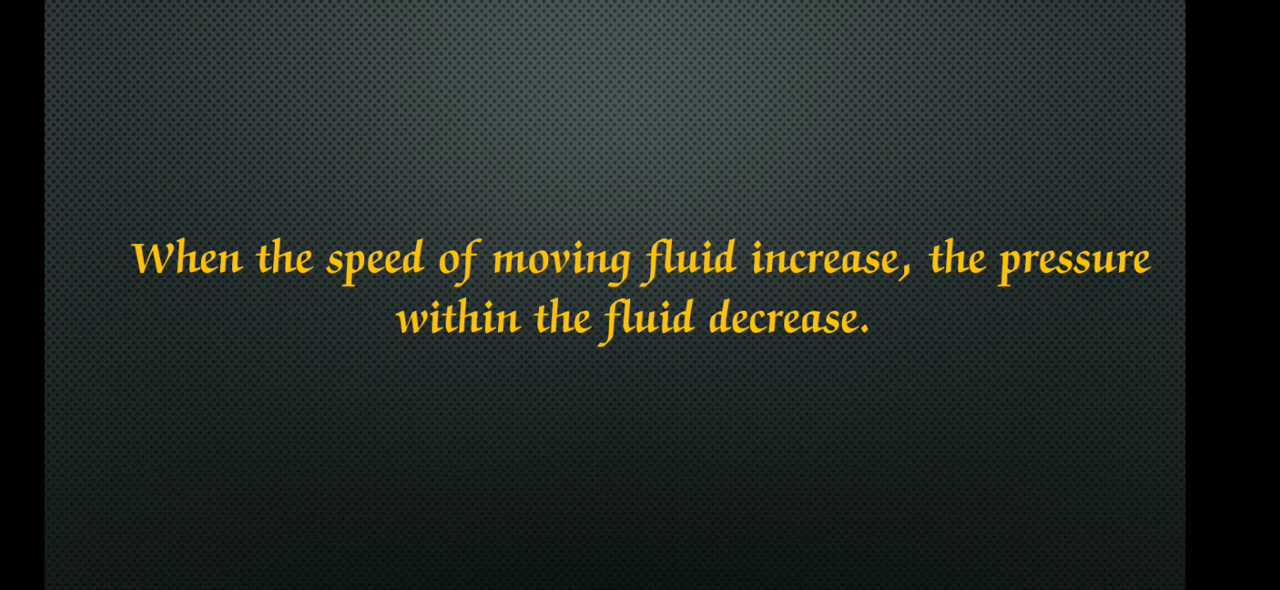 When the speed of moving fluid increase, the pressure
within the fluid decrease.